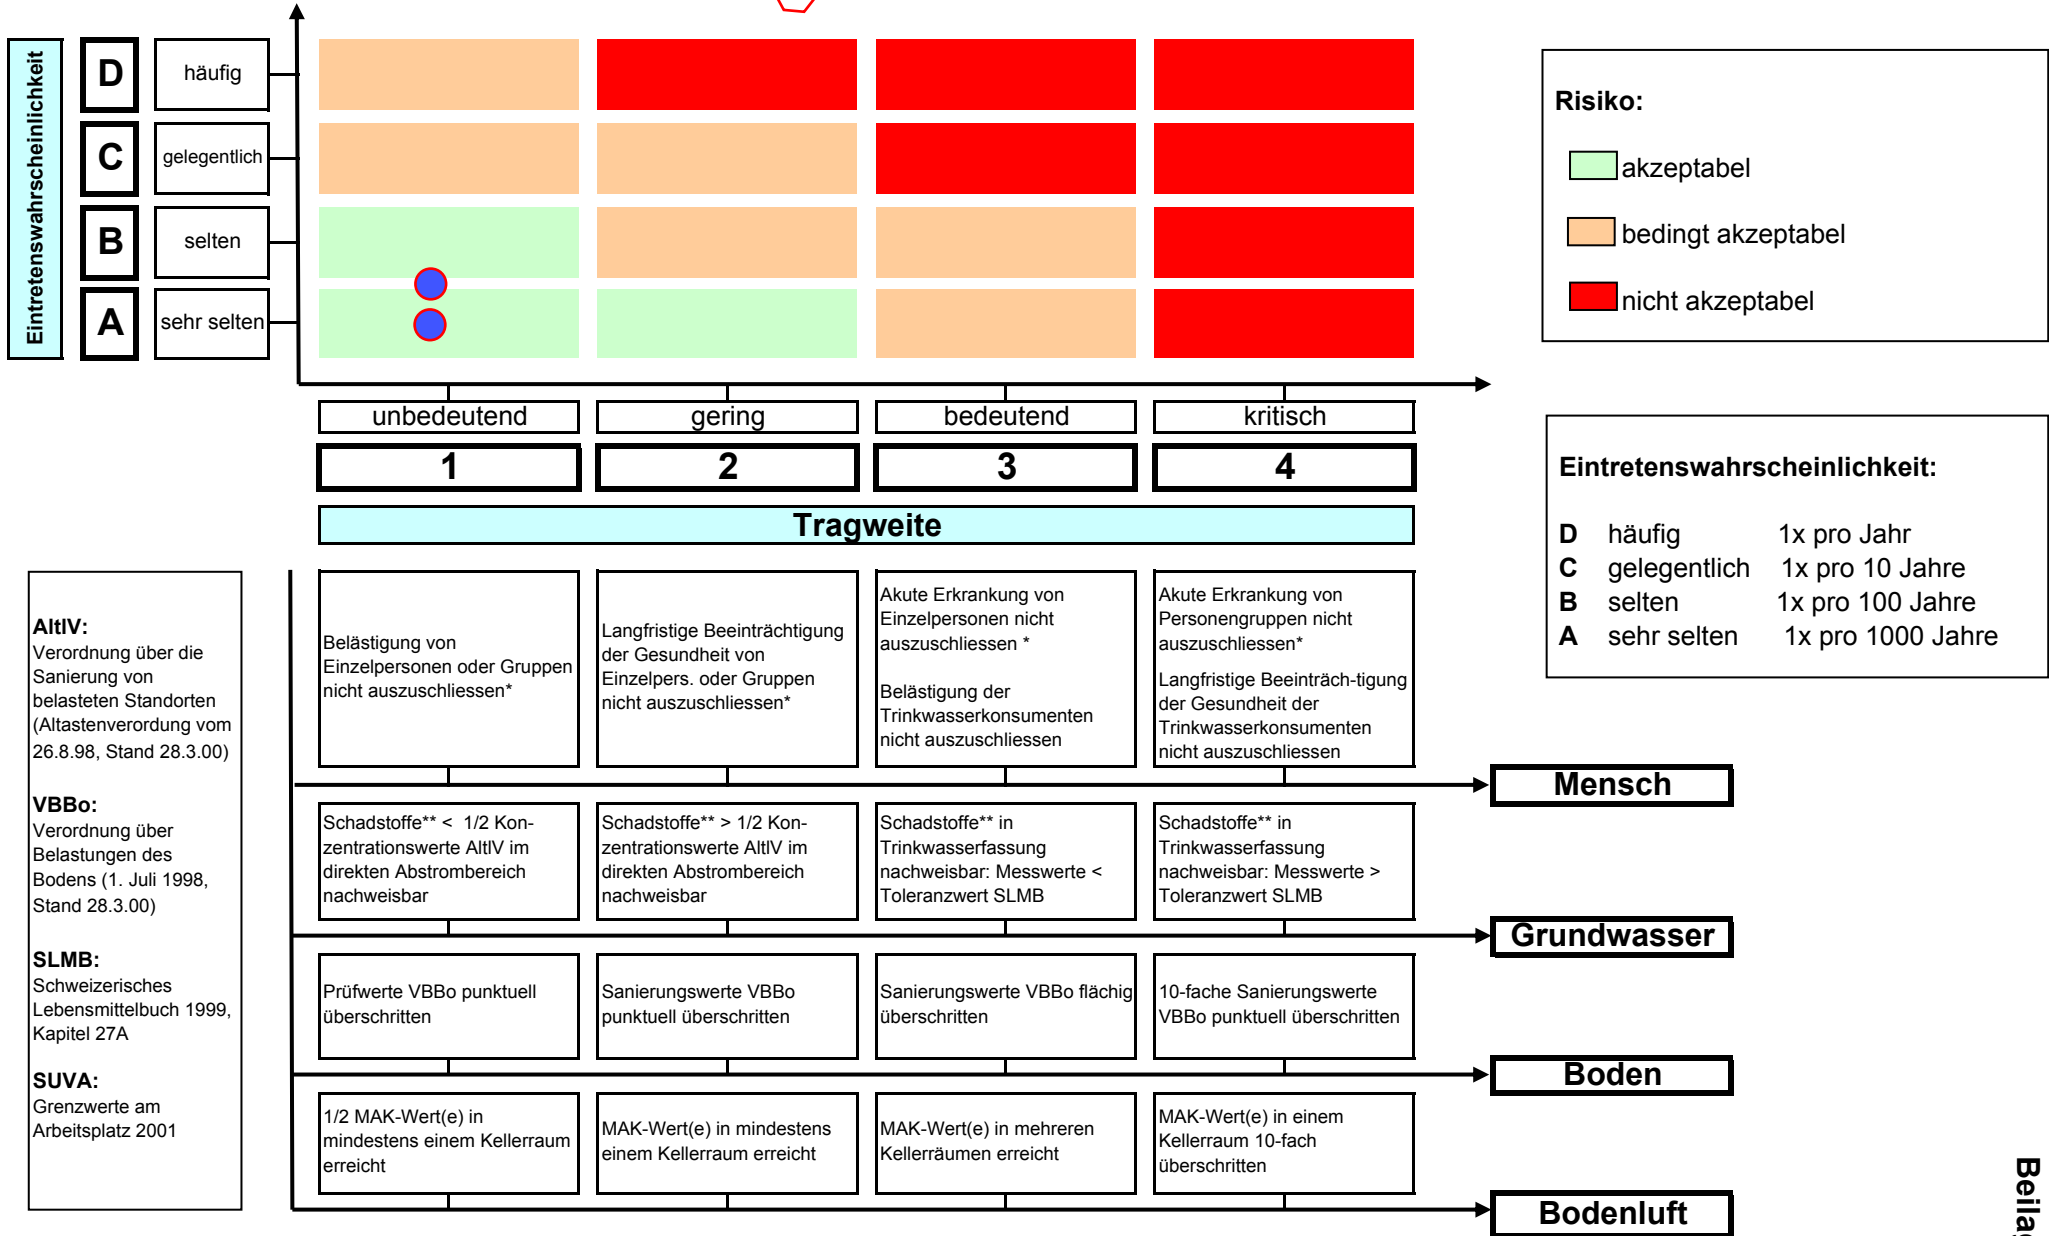 Eintretenswahrscheinlichkeit
D
häufig
C
gelegentlich
B
selten
A
sehr selten
unbedeutend
gering
bedeutend
kritisch
1
2
3
4
Tragweite
Risiko:
akzeptabel
bedingt akzeptabel
nicht akzeptabel
Eintretenswahrscheinlichkeit:
D häufig 1x pro Jahr
C gelegentlich 1x pro 10 Jahre
B selten 1x pro 100 Jahre
A sehr selten 1x pro 1000 Jahre
AltlV:
Verordnung über die
Sanierung von
belasteten Standorten
(Altastenverordung vom
26.8.98, Stand 28.3.00)
VBBo:
Verordnung über
Belastungen des
Bodens (1. Juli 1998,
Stand 28.3.00)
SLMB:
Schweizerisches
Lebensmittelbuch 1999,
Kapitel 27A
SUVA:
Grenzwerte am
Arbeitsplatz 2001
Belästigung von
Einzelpersonen oder Gruppen
nicht auszuschliessen*
Langfristige Beeinträchtigung
der Gesundheit von
Einzelpers. oder Gruppen
nicht auszuschliessen*
Akute Erkrankung von
Einzelpersonen nicht
auszuschliessen *
Belästigung der
Trinkwasserkonsumenten
nicht auszuschliessen
Akute Erkrankung von
Personengruppen nicht
auszuschliessen*
Langfristige Beeinträch-tigung
der Gesundheit der
Trinkwasserkonsumenten
nicht auszuschliessen
Mensch
Schadstoffe** < 1/2 Kon-
zentrationswerte AltlV im
direkten Abstrombereich
nachweisbar
Schadstoffe** > 1/2 Kon-
zentrationswerte AltlV im
direkten Abstrombereich
nachweisbar
Schadstoffe** in
Trinkwasserfassung
nachweisbar: Messwerte <
Toleranzwert SLMB
Schadstoffe** in
Trinkwasserfassung
nachweisbar: Messwerte >
Toleranzwert SLMB
Grundwasser
Prüfwerte VBBo punktuell
überschritten
Sanierungswerte VBBo
punktuell überschritten
Sanierungswerte VBBo flächig
überschritten
10-fache Sanierungswerte
VBBo punktuell überschritten
Boden
1/2 MAK-Wert(e) in
mindestens einem Kellerraum
erreicht
MAK-Wert(e) in mindestens
einem Kellerraum erreicht
MAK-Wert(e) in mehreren
Kellerräumen erreicht
MAK-Wert(e) in einem
Kellerraum 10-fach
überschritten
Bodenluft